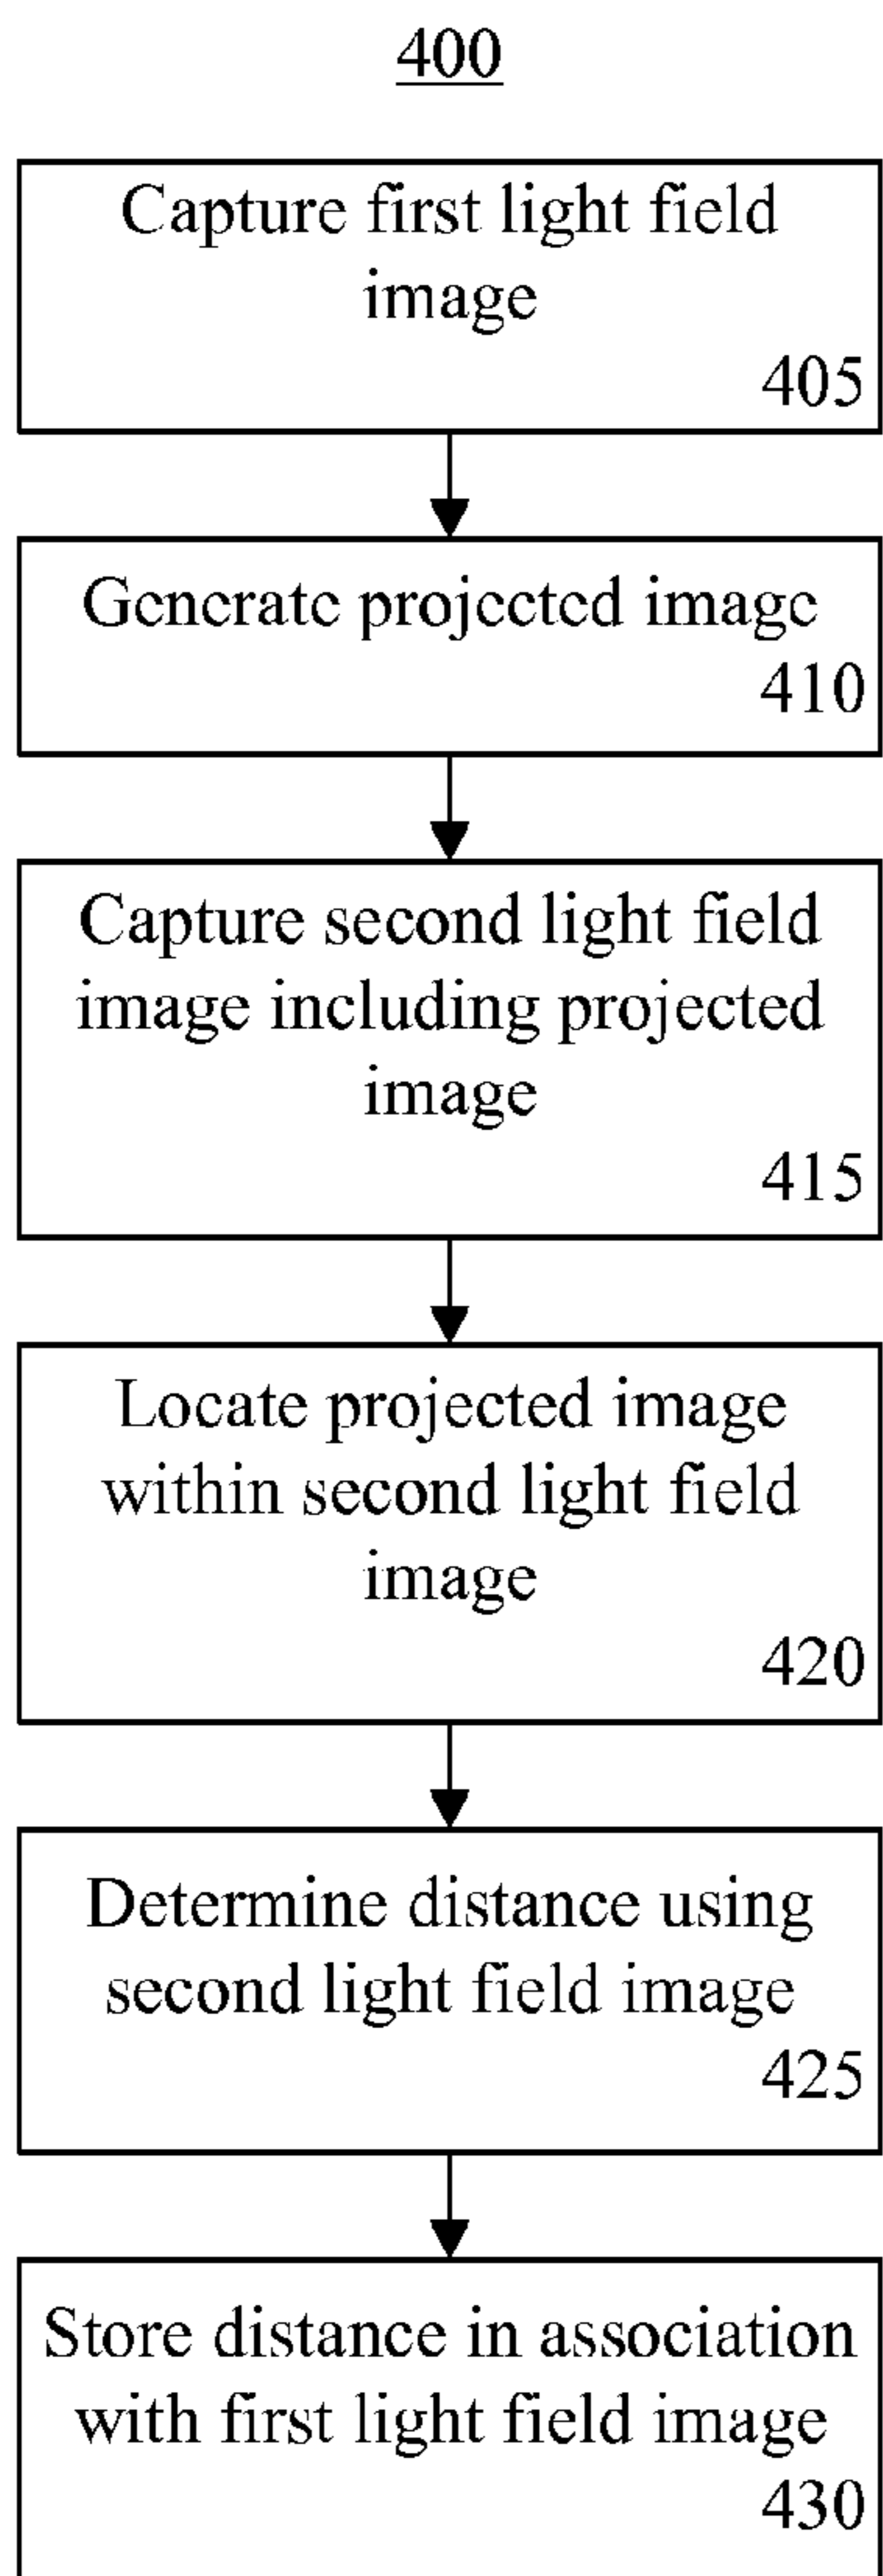 400
Capture first light field
image
405
Generate projected image
410
Capture second light field
image including projected
image
415
Locate projected image
within second light field
image
420
Determine distance using
second light field image
425
Store distance in association
with first light field image
430